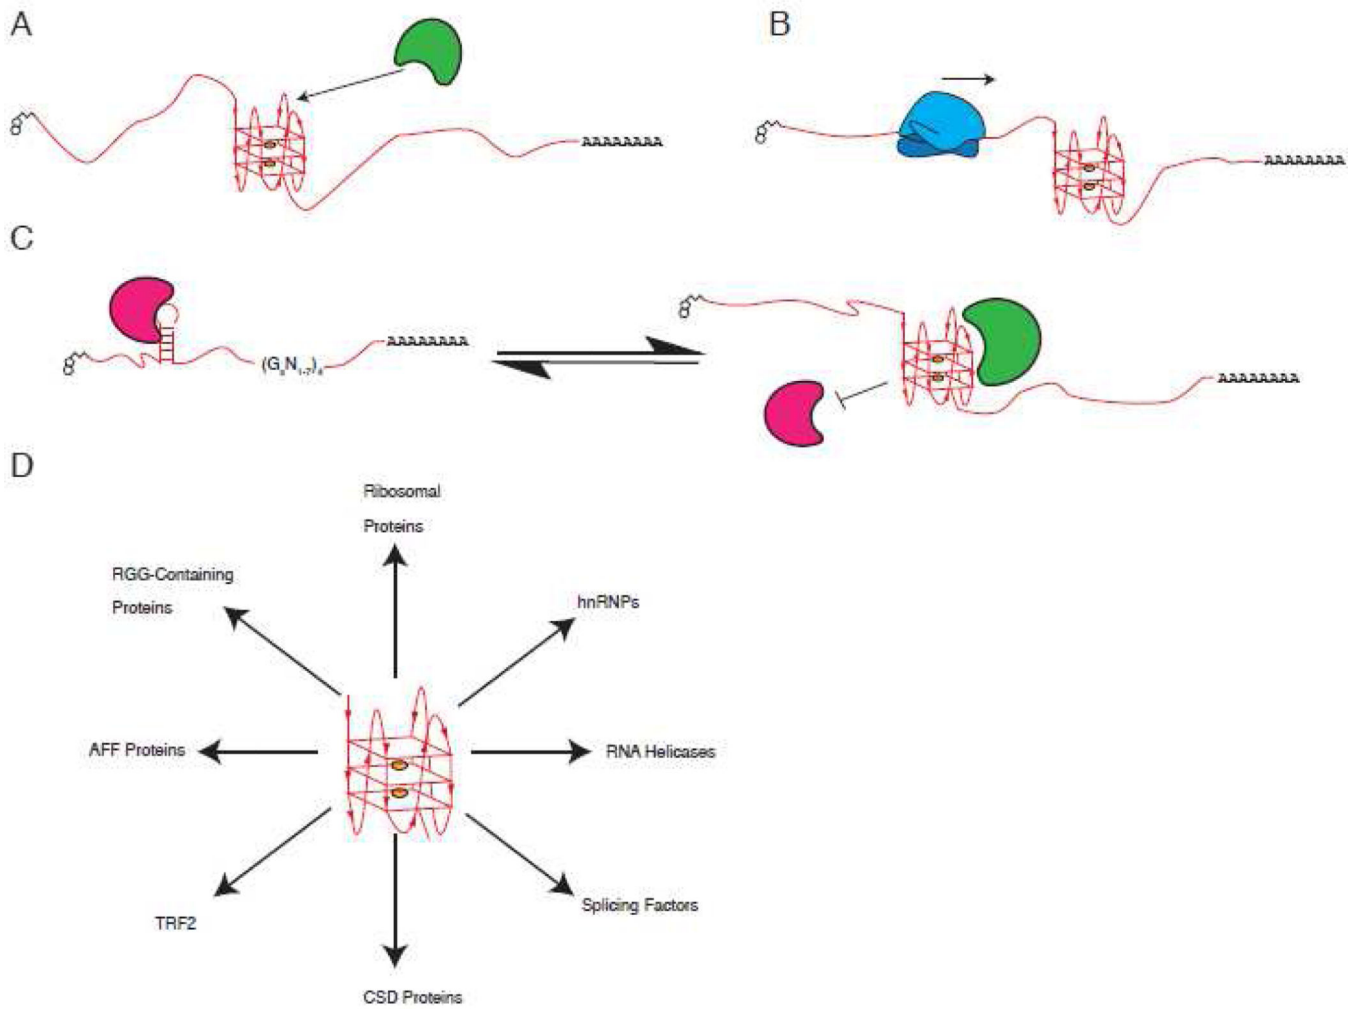 A
B
AAAAAAAA
AAAAAAAA
C
AAAAAAAA
(GₓN₁₋₇)₄
AAAAAAAA
D
Ribosomal
Proteins
RGG-Containing
Proteins
hnRNPs
AFF Proteins
RNA Helicases
TRF2
Splicing Factors
CSD Proteins